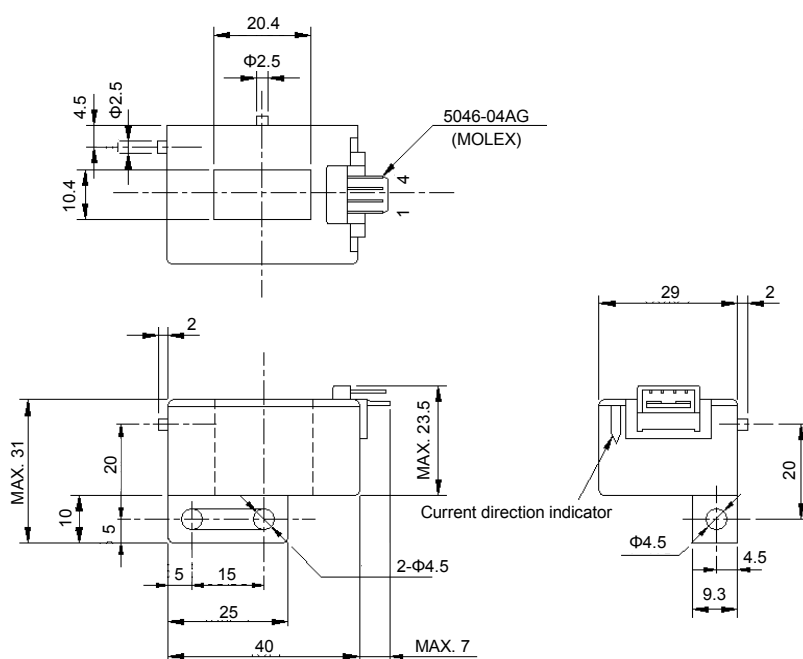 20.4
Φ2.5
4.5
Φ2.5
5046-04AG
(MOLEX)
10.4
4
1
2
29
2
MAX. 31
20
MAX. 23.5
20
10
5
Current direction indicator
Φ4.5
5
15
2-Φ4.5
4.5
25
9.3
40
MAX. 7